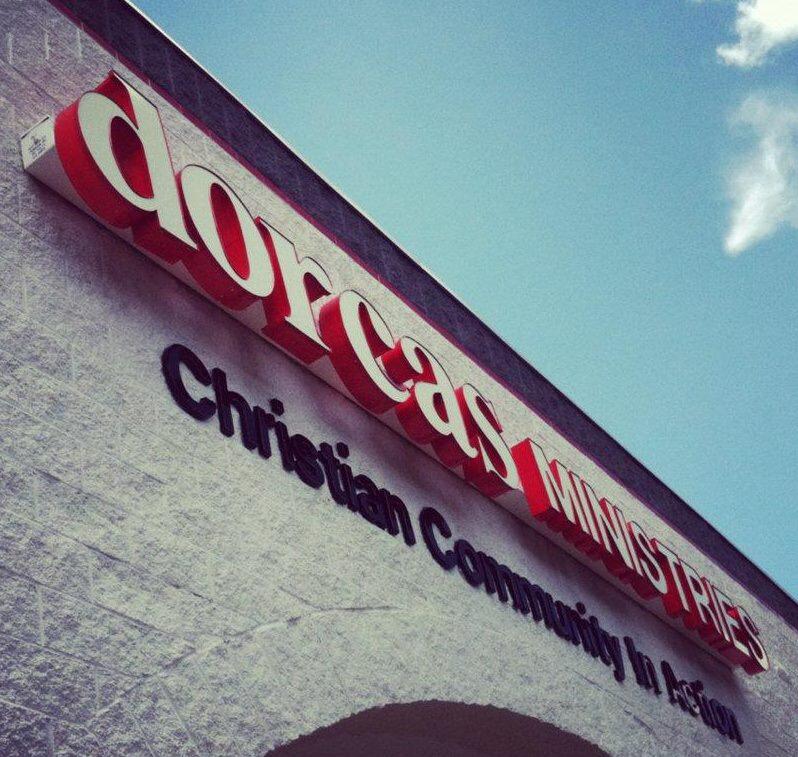 dorcas MINISTRIES
Christian Community In Action